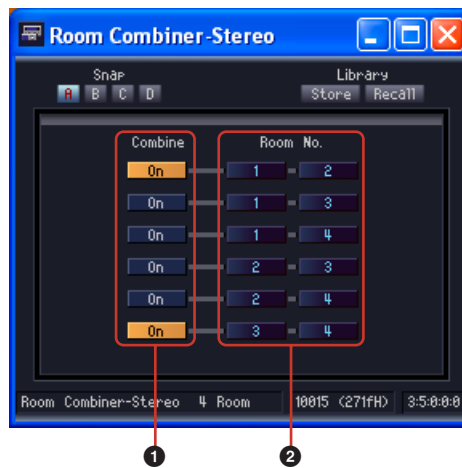 Room Combiner-Stereo
Snap Library
A B C D Store Recall
Combine Room No.
On 1 2
On 1 3
On 1 4
On 2 3
On 2 4
On 3 4
Room Combiner-Stereo 4 Room 10015 (271fH) 3:5:0:0:0
1 2